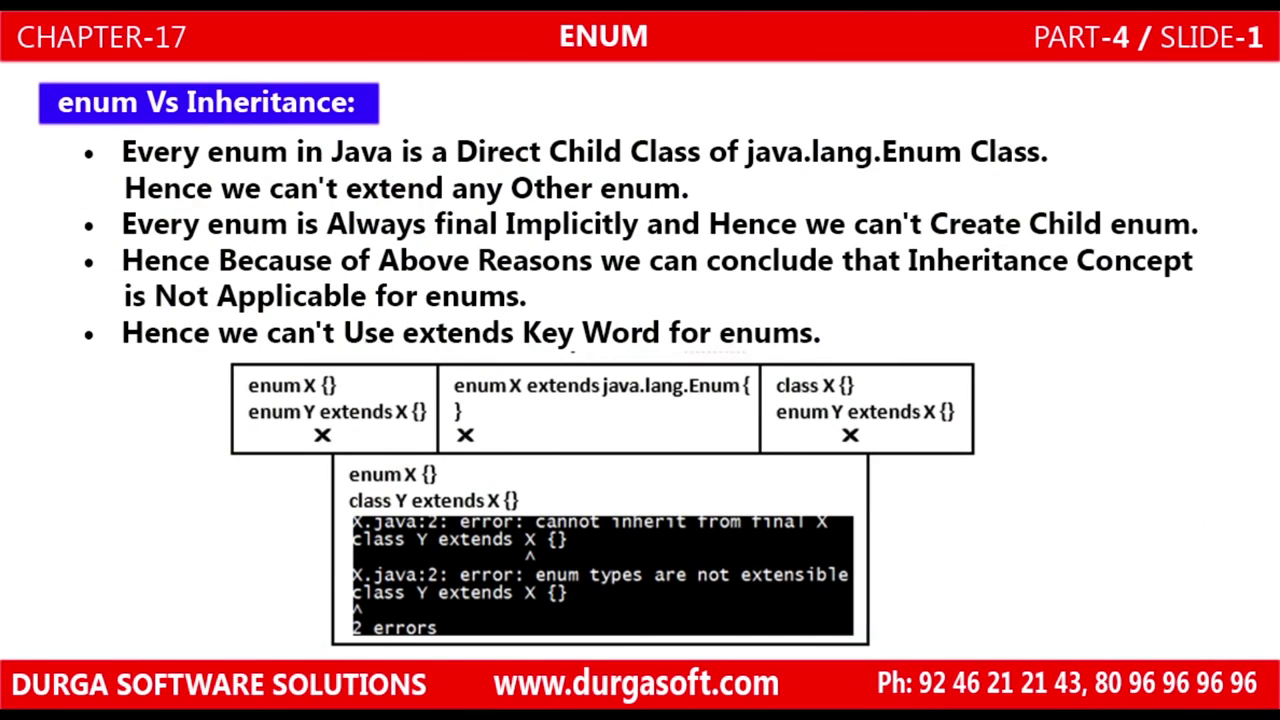 CHAPTER-17
ENUM
PART-4 / SLIDE-1
enum Vs Inheritance:
• Every enum in Java is a Direct Child Class of java.lang.Enum Class.
Hence we can't extend any Other enum.
• Every enum is Always final Implicitly and Hence we can't Create Child enum.
• Hence Because of Above Reasons we can conclude that Inheritance Concept
is Not Applicable for enums.
• Hence we can't Use extends Key Word for enums.
enum X {}
enum Y extends X {}
×
enum X extends java.lang.Enum {
}
×
class X {}
enum Y extends X {}
×
enum X {}
class Y extends X {}
X.java:2: error: cannot inherit from final X
class Y extends X {}
^
X.java:2: error: enum types are not extensible
class Y extends X {}
^
2 errors
DURGA SOFTWARE SOLUTIONS
www.durgasoft.com
Ph: 92 46 21 21 43, 80 96 96 96 96